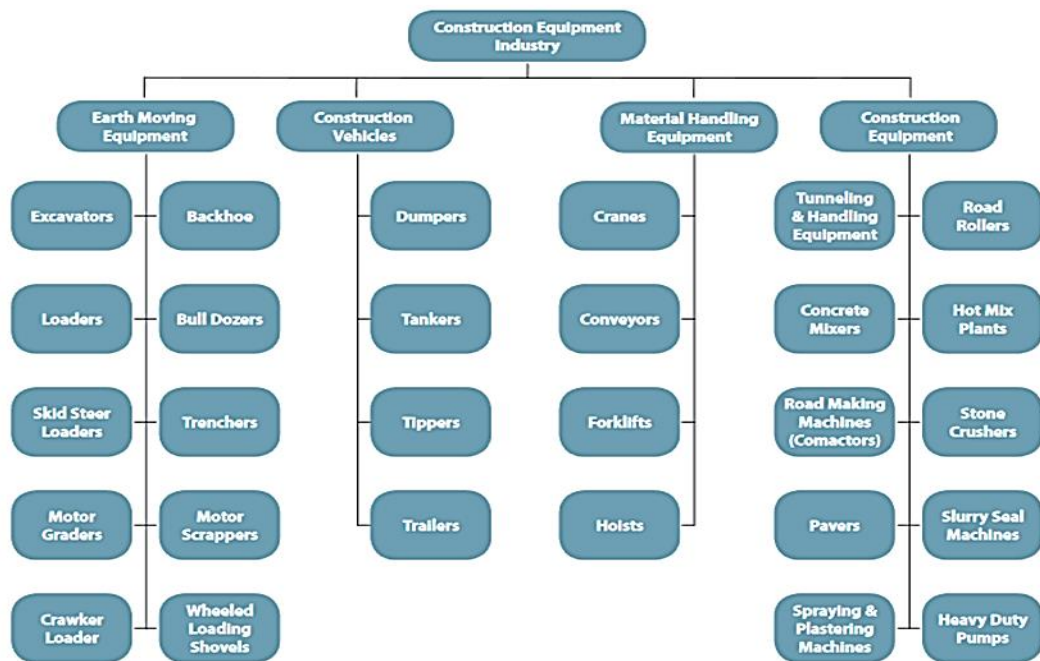 Construction Equipment
Industry
Earth Moving
Equipment
Construction
Vehicles
Material Handling
Equipment
Construction
Equipment
Excavators
Backhoe
Dumpers
Cranes
Tunneling
& Handling
Equipment
Road
Rollers
Loaders
Bull Dozers
Tankers
Conveyors
Concrete
Mixers
Hot Mix
Plants
Skid Steer
Loaders
Trenchers
Tippers
Forklifts
Road Making
Machines
(Comactors)
Stone
Crushers
Motor
Graders
Motor
Scrappers
Trailers
Hoists
Pavers
Slurry Seal
Machines
Crawker
Loader
Wheeled
Loading
Shovels
Spraying &
Plastering
Machines
Heavy Duty
Pumps